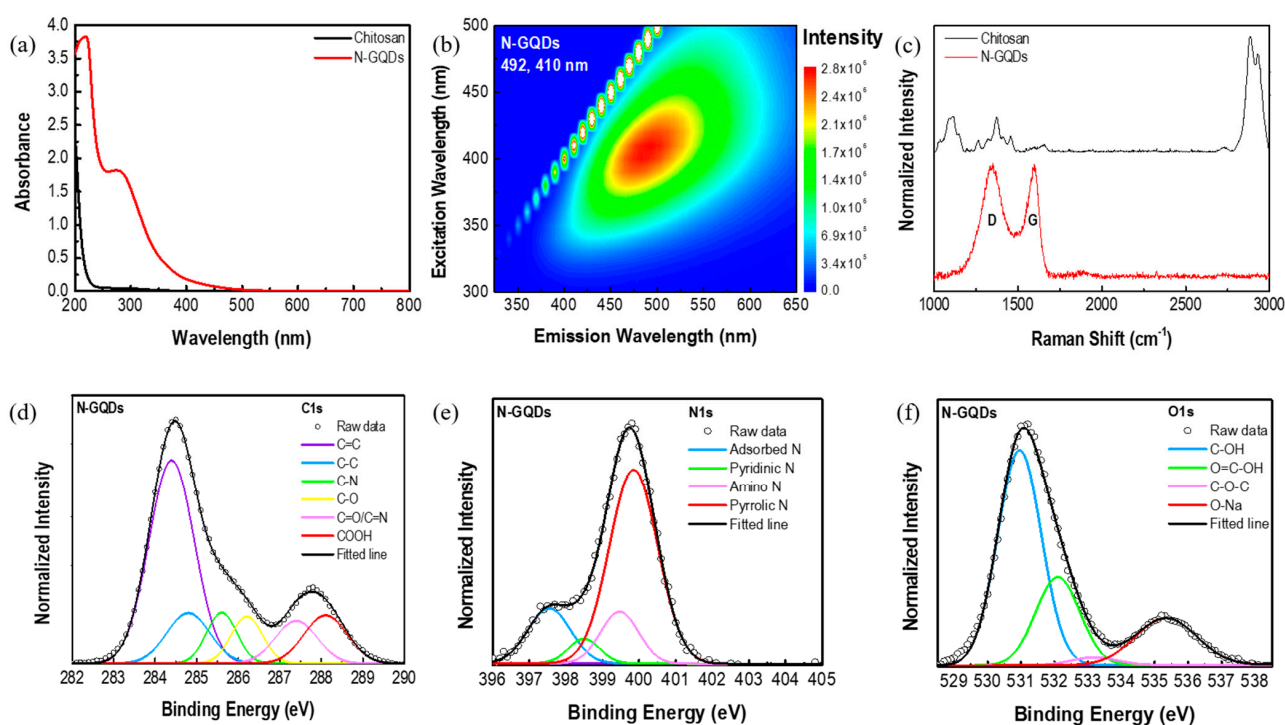 (a)
4.0
3.5
3.0
2.5
2.0
1.5
1.0
0.5
0.0
Absorbance
Chitosan
N-GQDs
200 300 400 500 600 700 800
Wavelength (nm)
(b)
500
450
400
350
300
Excitation Wavelength (nm)
N-GQDs
492, 410 nm
350 400 450 500 550 600 650
Emission Wavelength (nm)
Intensity
2.8x10⁶
2.4x10⁶
2.1x10⁶
1.7x10⁶
1.4x10⁶
1.0x10⁶
6.9x10⁵
3.4x10⁵
0.0
(c)
Normalized Intensity
Chitosan
N-GQDs
D G
1000 1500 2000 2500 3000
Raman Shift (cm⁻¹)
(d)
Normalized Intensity
N-GQDs C1s
Raw data
C=C
C-C
C-N
C-O
C=O/C=N
COOH
Fitted line
282 283 284 285 286 287 288 289 290
Binding Energy (eV)
(e)
Normalized Intensity
N-GQDs N1s
Raw data
Adsorbed N
Pyridinic N
Amino N
Pyrrolic N
Fitted line
396 397 398 399 400 401 402 403 404 405
Binding Energy (eV)
(f)
Normalized Intensity
N-GQDs O1s
Raw data
C-OH
O=C-OH
C-O-C
O-Na
Fitted line
529 530 531 532 533 534 535 536 537 538
Binding Energy (eV)